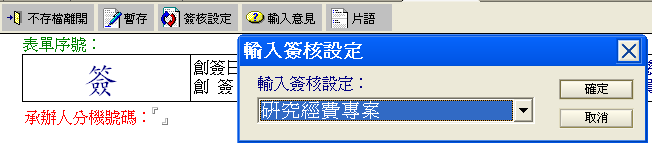 不存檔離開 暫存 簽核設定 輸入意見 片語
表單序號：
簽
創簽日
創 簽
承辦人分機號碼：『』
輸入簽核設定
輸入簽核設定：
研究經費專案
確定
取消